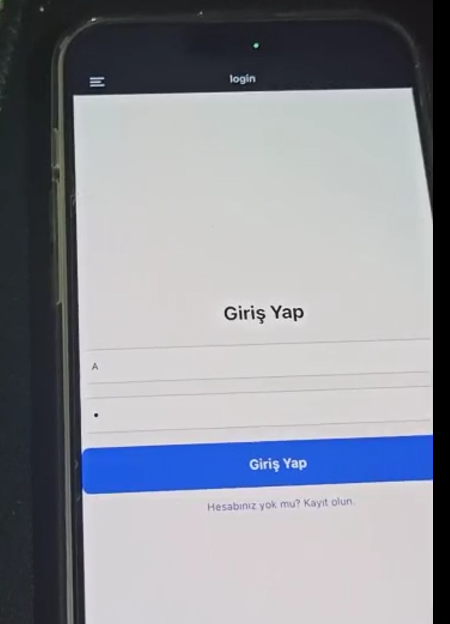 login
Giriş Yap
A
•
Giriş Yap
Hesabınız yok mu? Kayıt olun.